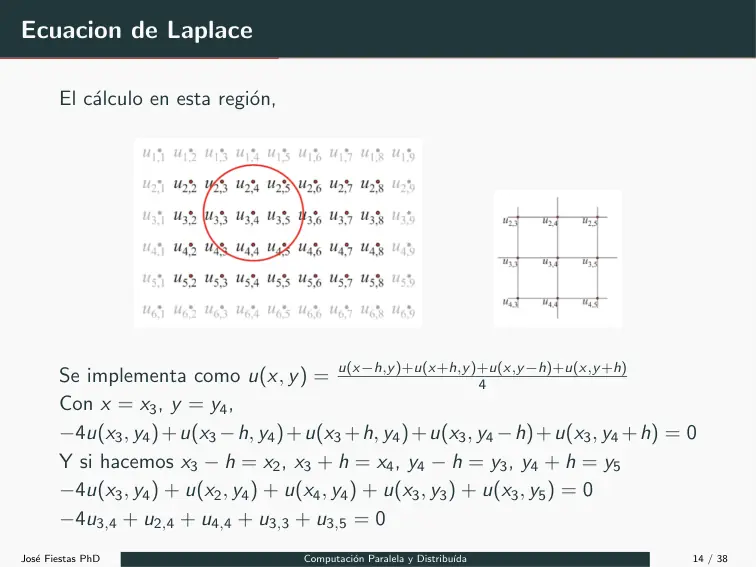 Ecuacion de Laplace
El cálculo en esta región,
u1,1 u1,2 u1,3 u1,4 u1,5 u1,6 u1,7 u1,8 u1,9
u2,1 u2,2 u2,3 u2,4 u2,5 u2,6 u2,7 u2,8 u2,9
u3,1 u3,2 u3,3 u3,4 u3,5 u3,6 u3,7 u3,8 u3,9
u4,1 u4,2 u4,3 u4,4 u4,5 u4,6 u4,7 u4,8 u4,9
u5,1 u5,2 u5,3 u5,4 u5,5 u5,6 u5,7 u5,8 u5,9
u6,1 u6,2 u6,3 u6,4 u6,5 u6,6 u6,7 u6,8 u6,9
u2,3 u2,4 u2,5
u3,3 u3,4 u3,5
u4,3 u4,4 u4,5
Se implementa como u(x, y) = u(x−h,y)+u(x+h,y)+u(x,y−h)+u(x,y+h) / 4
Con x = x₃, y = y₄,
−4u(x₃, y₄)+u(x₃−h, y₄)+u(x₃+h, y₄)+u(x₃, y₄−h)+u(x₃, y₄+h) = 0
Y si hacemos x₃ − h = x₂, x₃ + h = x₄, y₄ − h = y₃, y₄ + h = y₅
−4u(x₃, y₄) + u(x₂, y₄) + u(x₄, y₄) + u(x₃, y₃) + u(x₃, y₅) = 0
−4u3,4 + u2,4 + u4,4 + u3,3 + u3,5 = 0
José Fiestas PhD Computación Paralela y Distribuída 14 / 38